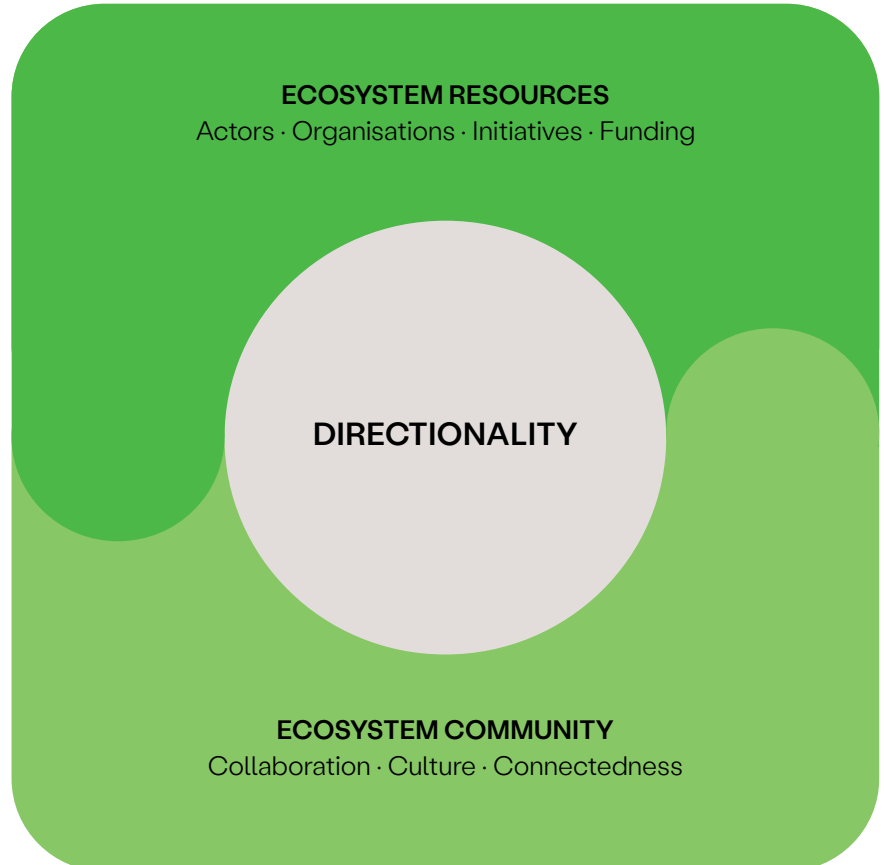 ECOSYSTEM RESOURCES
Actors · Organisations · Initiatives · Funding
DIRECTIONALITY
ECOSYSTEM COMMUNITY
Collaboration · Culture · Connectedness